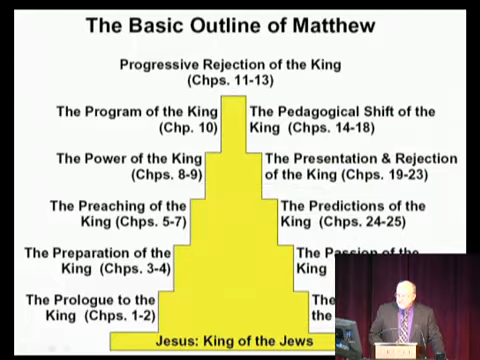 The Basic Outline of Matthew
Progressive Rejection of the King
(Chps. 11-13)
The Program of the King
(Chp. 10)
The Pedagogical Shift of the
King (Chps. 14-18)
The Power of the King
(Chps. 8-9)
The Presentation & Rejection
of the King (Chps. 19-23)
The Preaching of the
King (Chps. 5-7)
The Predictions of the
King (Chps. 24-25)
The Preparation of the
King (Chps. 3-4)
The Passion of the
King
The Prologue to the
King (Chps. 1-2)
The
the
Jesus: King of the Jews